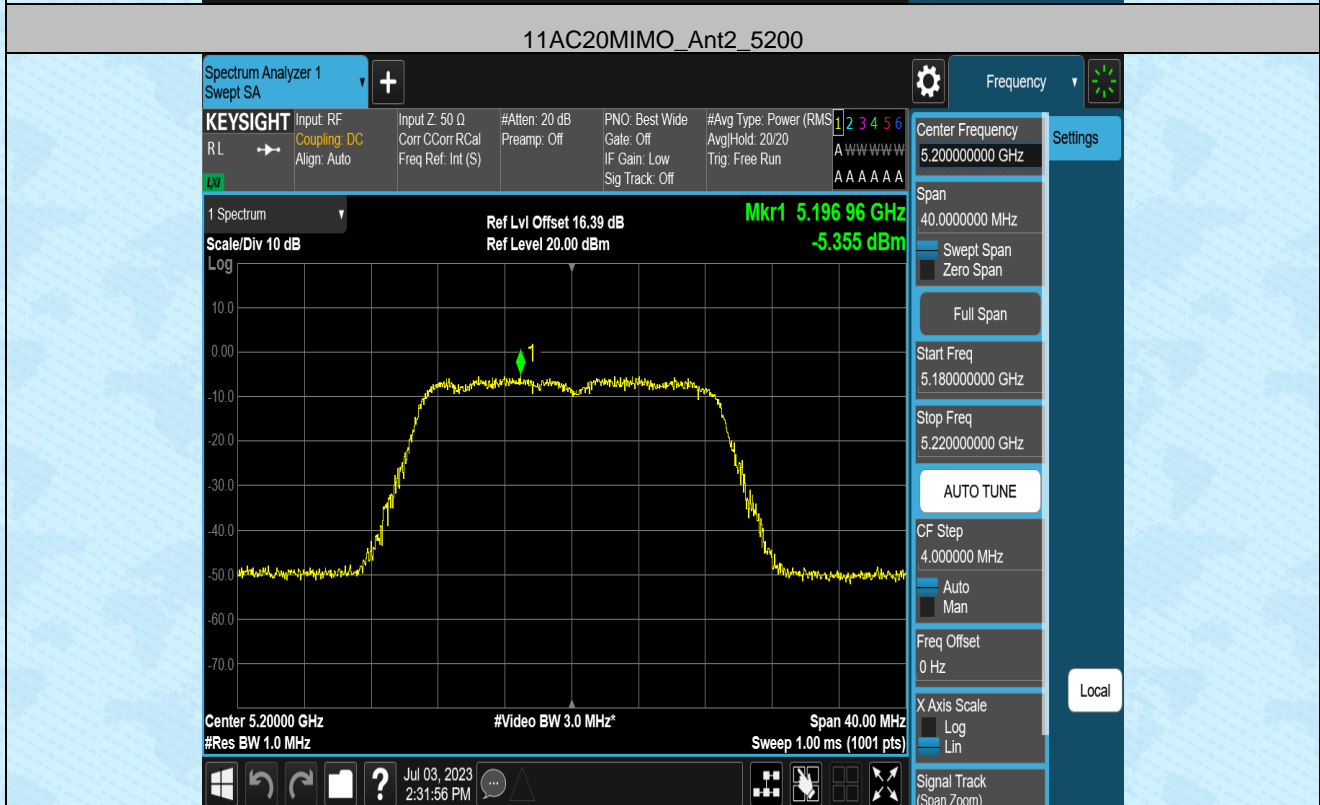 11AC20MIMO_Ant2_5200
Spectrum Analyzer 1
Swept SA
+
Frequency
KEYSIGHT
R L
LXI
Input: RF
Coupling: DC
Align: Auto
Input Z: 50 Ω
Corr CCorr RCal
Freq Ref: Int (S)
#Atten: 20 dB
Preamp: Off
PNO: Best Wide
Gate: Off
IF Gain: Low
Sig Track: Off
#Avg Type: Power (RMS
Avg|Hold: 20/20
Trig: Free Run
1 2 3 4 5 6
A W W W W W
A A A A A A
1 Spectrum
Scale/Div 10 dB
Log
Ref Lvl Offset 16.39 dB
Ref Level 20.00 dBm
Mkr1 5.196 96 GHz
-5.355 dBm
10.0
0.00
-10.0
-20.0
-30.0
-40.0
-50.0
-60.0
-70.0
1
Center 5.20000 GHz
#Res BW 1.0 MHz
#Video BW 3.0 MHz*
Span 40.00 MHz
Sweep 1.00 ms (1001 pts)
Center Frequency
5.200000000 GHz
Span
40.0000000 MHz
Swept Span
Zero Span
Full Span
Start Freq
5.180000000 GHz
Stop Freq
5.220000000 GHz
AUTO TUNE
CF Step
4.000000 MHz
Auto
Man
Freq Offset
0 Hz
X Axis Scale
Log
Lin
Signal Track
(Span Zoom)
Settings
Local
?
Jul 03, 2023
2:31:56 PM